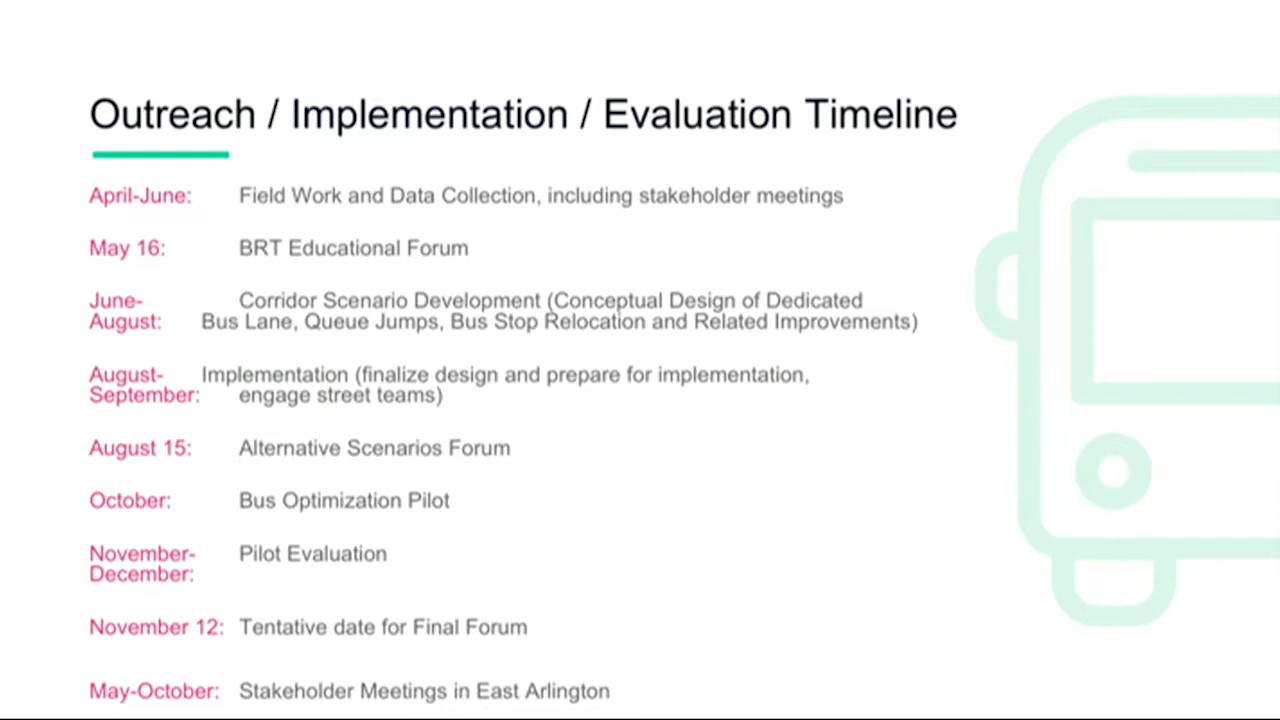 Outreach / Implementation / Evaluation Timeline
April-June: Field Work and Data Collection, including stakeholder meetings
May 16: BRT Educational Forum
June- Corridor Scenario Development (Conceptual Design of Dedicated
August: Bus Lane, Queue Jumps, Bus Stop Relocation and Related Improvements)
August- Implementation (finalize design and prepare for implementation,
September: engage street teams)
August 15: Alternative Scenarios Forum
October: Bus Optimization Pilot
November- Pilot Evaluation
December:
November 12: Tentative date for Final Forum
May-October: Stakeholder Meetings in East Arlington